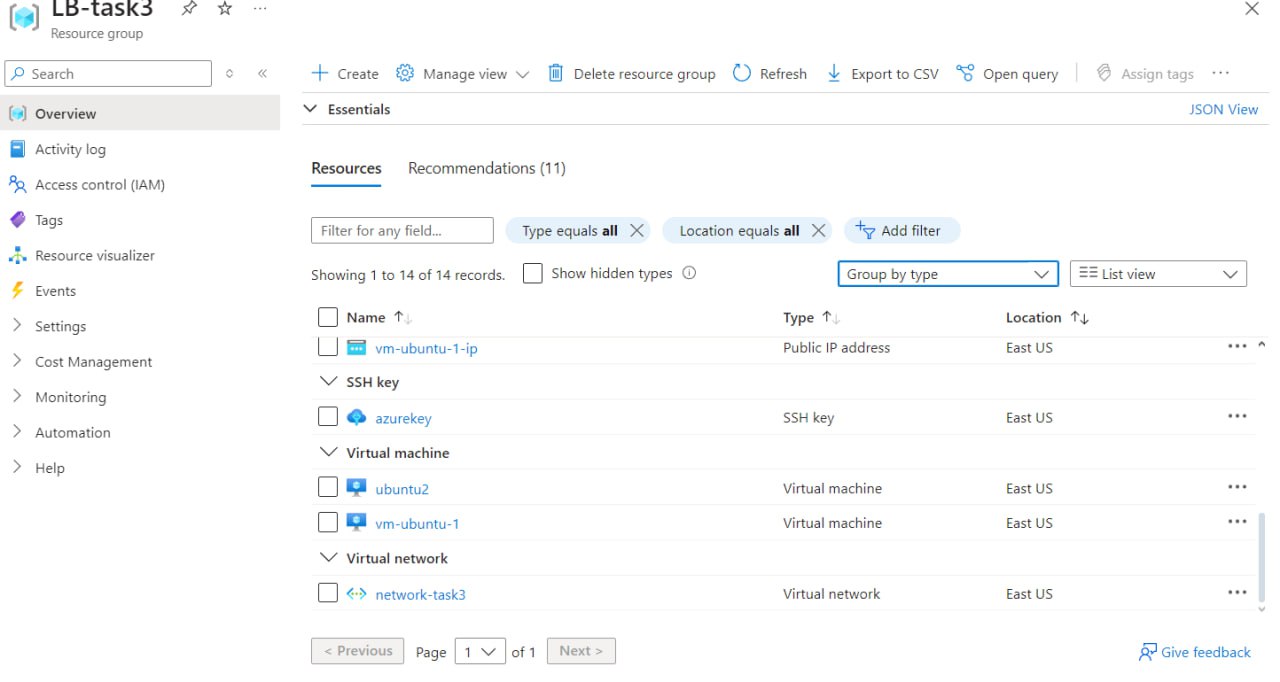 LB-task3
Resource group
Search
Create Manage view Delete resource group Refresh Export to CSV Open query Assign tags
Overview
Activity log
Access control (IAM)
Tags
Resource visualizer
Events
Settings
Cost Management
Monitoring
Automation
Help
Essentials JSON View
Resources Recommendations (11)
Filter for any field... Type equals all Location equals all Add filter
Showing 1 to 14 of 14 records. Show hidden types Group by type List view
Name Type Location
vm-ubuntu-1-ip Public IP address East US
SSH key
azurekey SSH key East US
Virtual machine
ubuntu2 Virtual machine East US
vm-ubuntu-1 Virtual machine East US
Virtual network
network-task3 Virtual network East US
< Previous Page 1 of 1 Next > Give feedback